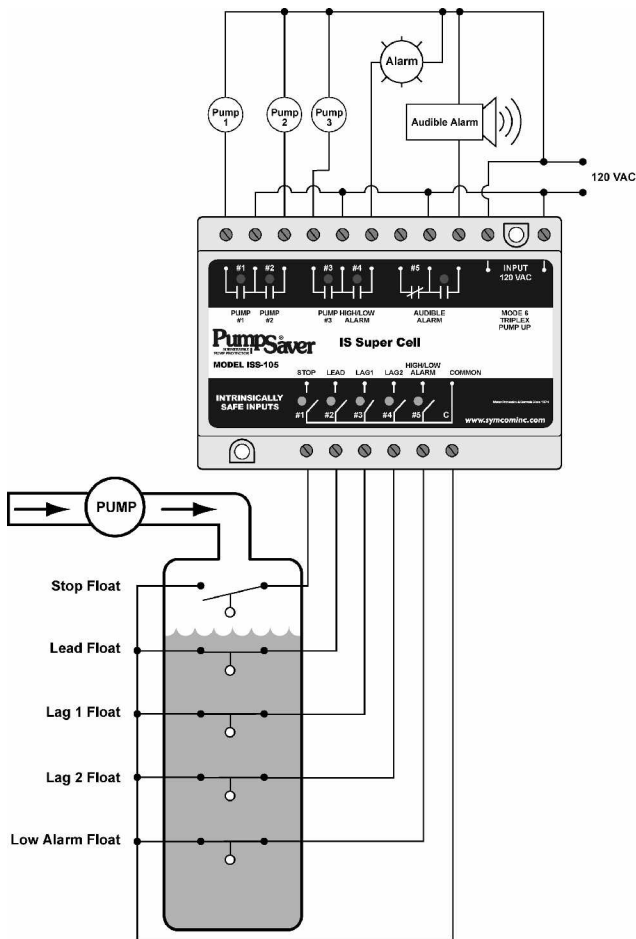 Alarm
Pump
1
Pump
2
Pump
3
Audible Alarm
120 VAC
#1
#2
#3
#4
#5
INPUT
120 VAC
PUMP
#1
PUMP
#2
PUMP
#3
HIGH/LOW
ALARM
AUDIBLE
ALARM
MODE 6
TRIPLEX
PUMP UP
PumpSaver®
IS Super Cell
MODEL ISS-105
STOP
LEAD
LAG1
LAG2
HIGH/LOW
ALARM
COMMON
INTRINSICALLY
SAFE INPUTS
#1
#2
#3
#4
#5
C
www.symcominc.com
PUMP
Stop Float
Lead Float
Lag 1 Float
Lag 2 Float
Low Alarm Float